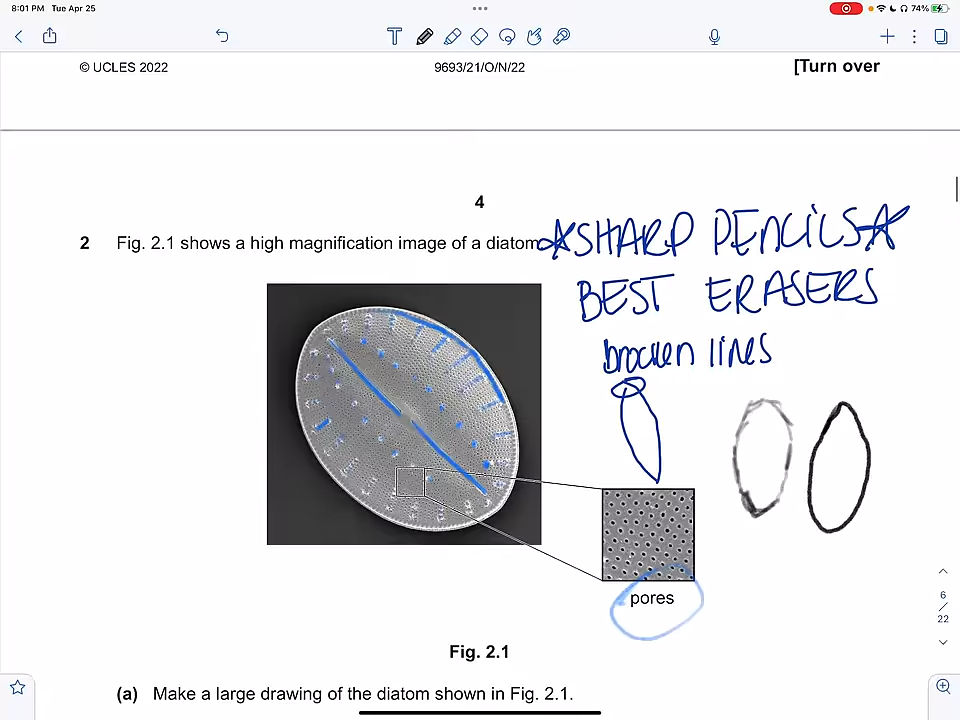 8:01 PM Tue Apr 25
74%
© UCLES 2022 9693/21/O/N/22 [Turn over
4
2 Fig. 2.1 shows a high magnification image of a diatom
☆SHARP PENCILS☆
BEST ERASERS
brocken lines
pores
Fig. 2.1
6
/
22
(a) Make a large drawing of the diatom shown in Fig. 2.1.